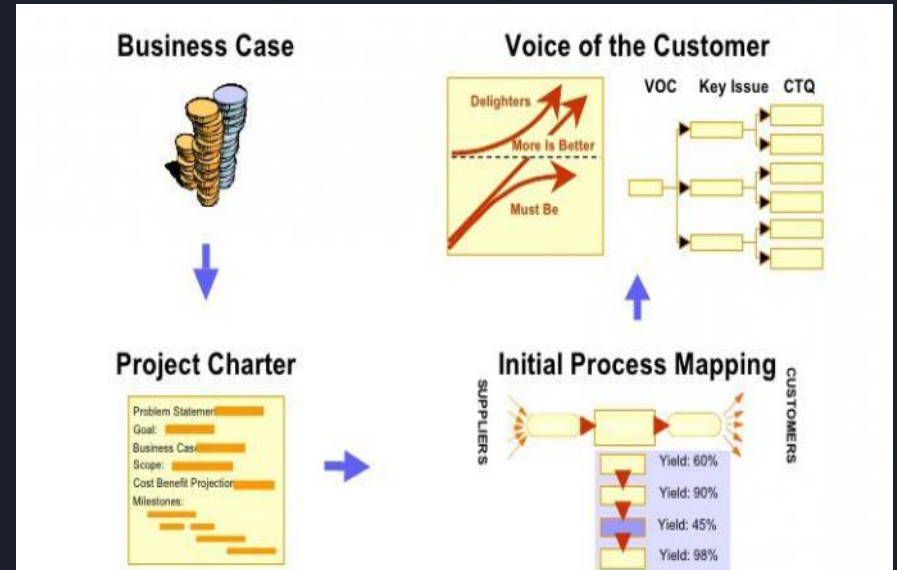 Business Case
Voice of the Customer
VOC Key Issue CTQ
Delighters
More Is Better
Must Be
Project Charter
Problem Statemen
Goal:
Business Cas
Scope:
Cost Benefit Projection
Milestones:
Initial Process Mapping
SUPPLIERS
CUSTOMERS
Yield: 60%
Yield: 90%
Yield: 45%
Yield: 98%